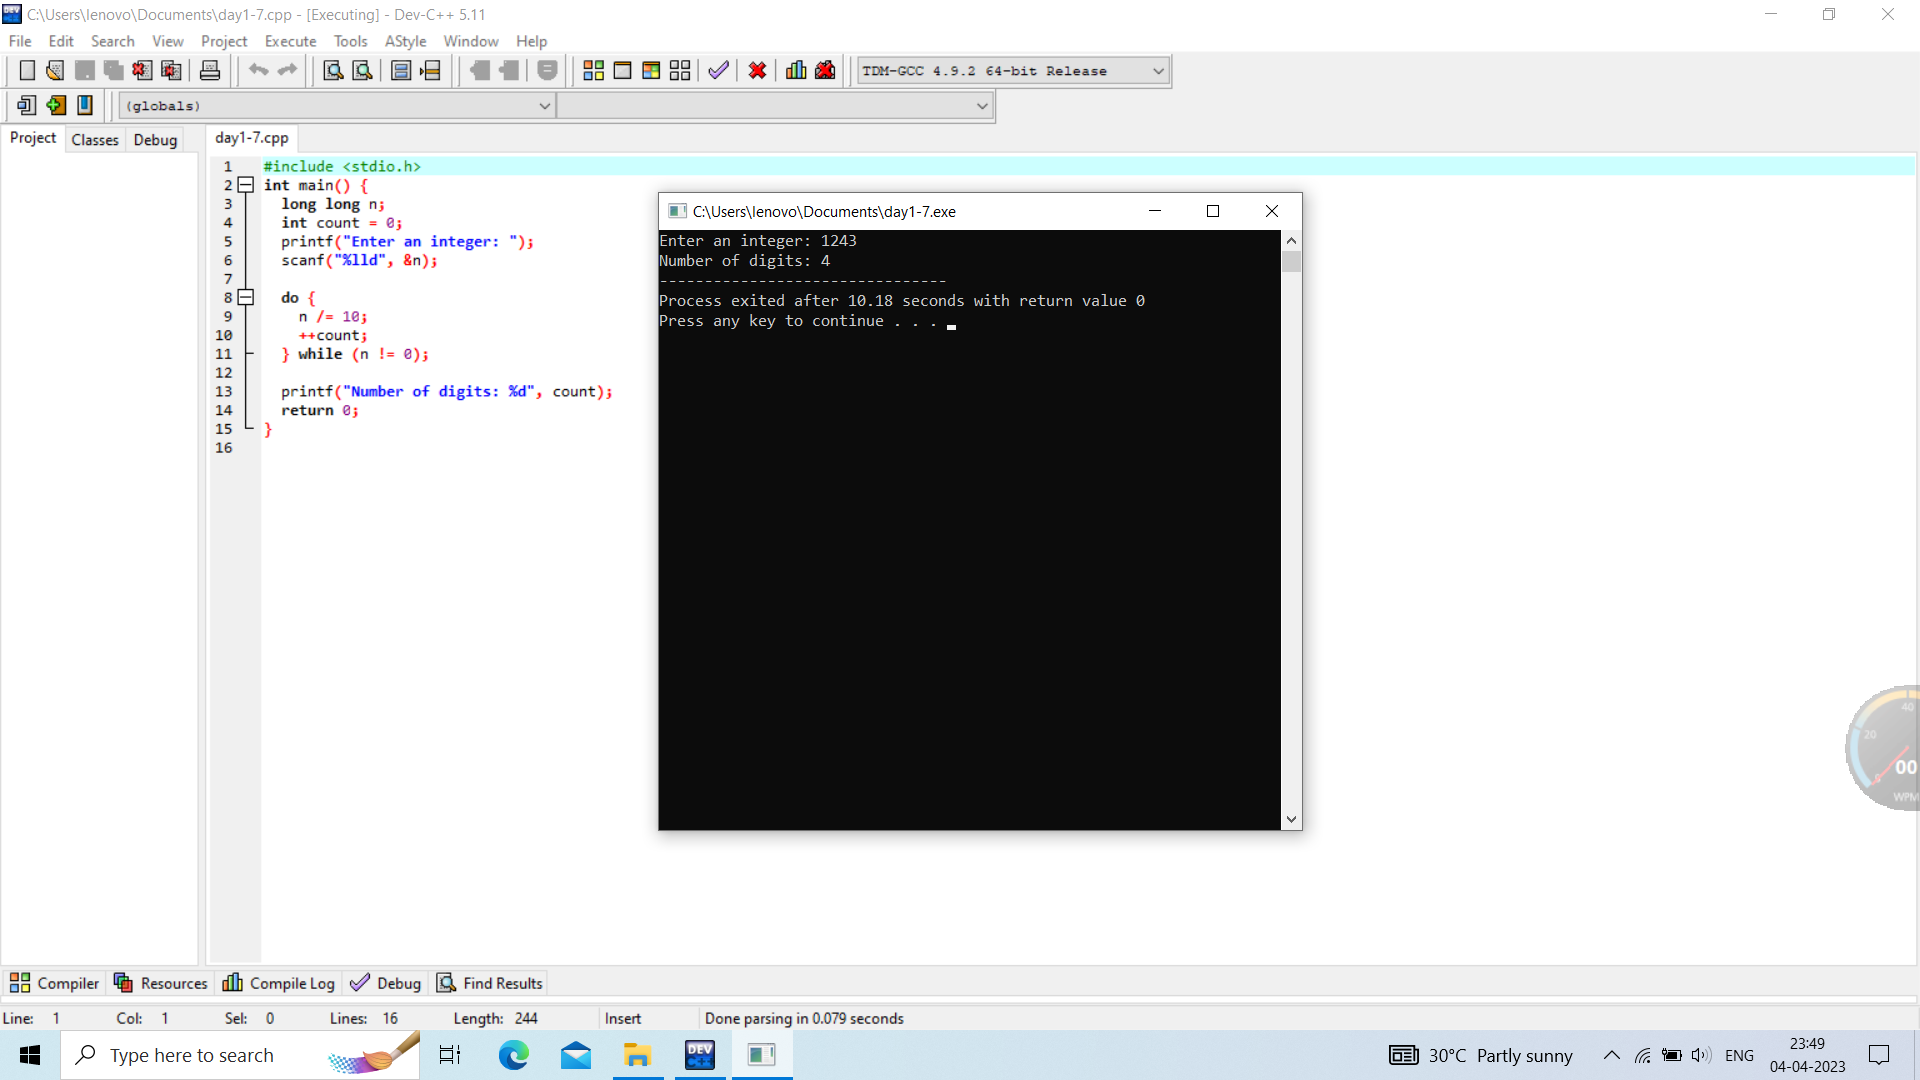 C:\Users\lenovo\Documents\day1-7.cpp - [Executing] - Dev-C++ 5.11
File Edit Search View Project Execute Tools AStyle Window Help
TDM-GCC 4.9.2 64-bit Release
(globals)
Project Classes Debug
day1-7.cpp
1 #include <stdio.h>
2 int main() {
3 long long n;
4 int count = 0;
5 printf("Enter an integer: ");
6 scanf("%lld", &n);
7
8 do {
9 n /= 10;
10 ++count;
11 } while (n != 0);
12
13 printf("Number of digits: %d", count);
14 return 0;
15 }
16
C:\Users\lenovo\Documents\day1-7.exe
Enter an integer: 1243
Number of digits: 4
--------------------------------
Process exited after 10.18 seconds with return value 0
Press any key to continue . . .
40
20
0
00
WPM
Compiler Resources Compile Log Debug Find Results
Line: 1 Col: 1 Sel: 0 Lines: 16 Length: 244 Insert Done parsing in 0.079 seconds
Type here to search
DEV C++
30°C Partly sunny
ENG
23:49
04-04-2023